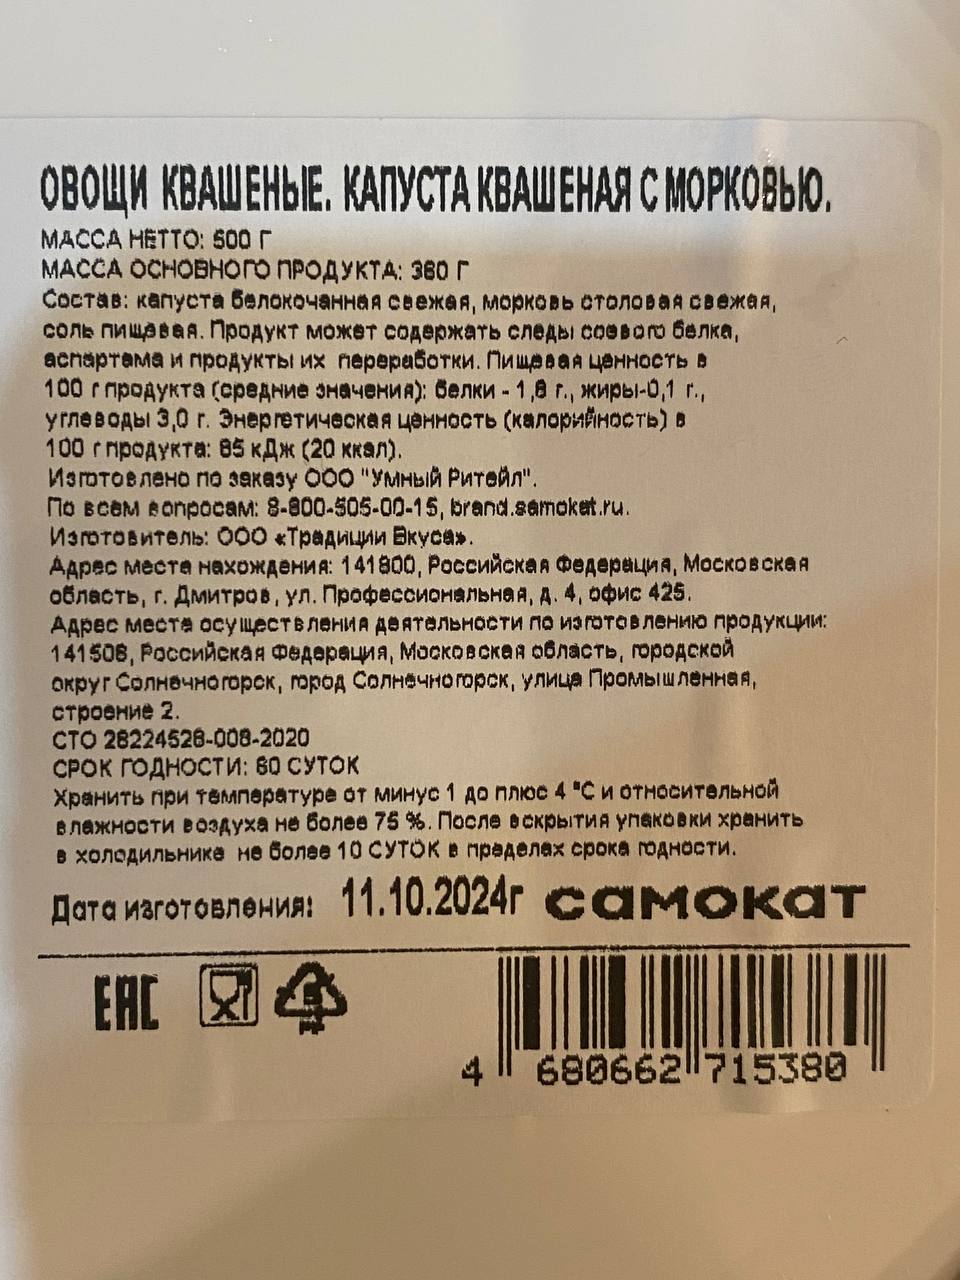 ОВОЩИ КВАШЕНЫЕ. КАПУСТА КВАШЕНАЯ С МОРКОВЬЮ.
МАССА НЕТТО: 500 Г
МАССА ОСНОВНОГО ПРОДУКТА: 360 Г
Состав: капуста белокочанная свежая, морковь столовая свежая,
соль пищевая. Продукт может содержать следы соевого белка,
аспартама и продукты их переработки. Пищевая ценность в
100 г продукта (средние значения): белки - 1,8 г., жиры-0,1 г.,
углеводы 3,0 г. Энергетическая ценность (калорийность) в
100 г продукта: 85 кДж (20 ккал).
Изготовлено по заказу ООО "Умный Ритейл".
По всем вопросам: 8-800-505-00-15, brand.samokat.ru.
Изготовитель: ООО «Традиции Вкуса».
Адрес места нахождения: 141800, Российская Федерация, Московская
область, г. Дмитров, ул. Профессиональная, д. 4, офис 425.
Адрес места осуществления деятельности по изготовлению продукции:
141506, Российская Федерация, Московская область, городской
округ Солнечногорск, город Солнечногорск, улица Промышленная,
строение 2.
СТО 28224528-008-2020
СРОК ГОДНОСТИ: 60 СУТОК
Хранить при температуре от минус 1 до плюс 4 °С и относительной
влажности воздуха не более 75 %. После вскрытия упаковки хранить
в холодильнике не более 10 СУТОК в пределах срока годности.
Дата изготовления: 11.10.2024г самокат
EAC 5 PP
4 680662 715380